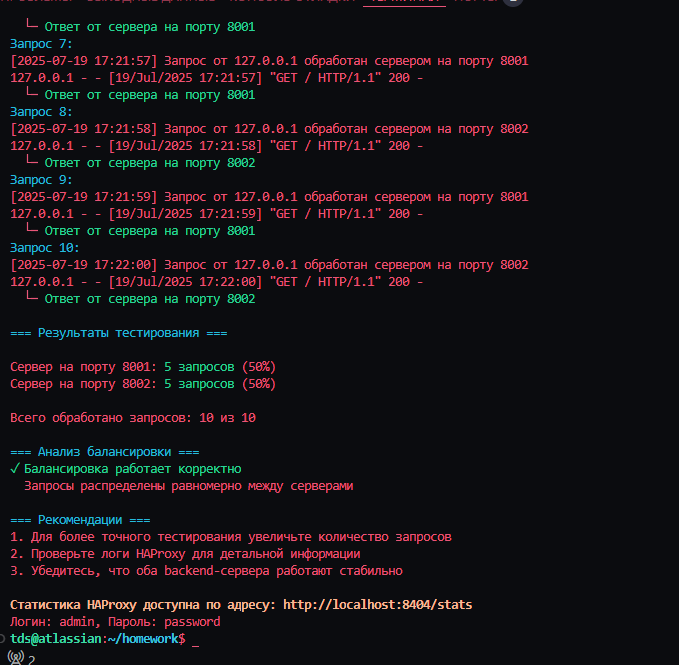 └─ Ответ от сервера на порту 8001
Запрос 7:
[2025-07-19 17:21:57] Запрос от 127.0.0.1 обработан сервером на порту 8001
127.0.0.1 - - [19/Jul/2025 17:21:57] "GET / HTTP/1.1" 200 -
└─ Ответ от сервера на порту 8001
Запрос 8:
[2025-07-19 17:21:58] Запрос от 127.0.0.1 обработан сервером на порту 8002
127.0.0.1 - - [19/Jul/2025 17:21:58] "GET / HTTP/1.1" 200 -
└─ Ответ от сервера на порту 8002
Запрос 9:
[2025-07-19 17:21:59] Запрос от 127.0.0.1 обработан сервером на порту 8001
127.0.0.1 - - [19/Jul/2025 17:21:59] "GET / HTTP/1.1" 200 -
└─ Ответ от сервера на порту 8001
Запрос 10:
[2025-07-19 17:22:00] Запрос от 127.0.0.1 обработан сервером на порту 8002
127.0.0.1 - - [19/Jul/2025 17:22:00] "GET / HTTP/1.1" 200 -
└─ Ответ от сервера на порту 8002
=== Результаты тестирования ===
Сервер на порту 8001: 5 запросов (50%)
Сервер на порту 8002: 5 запросов (50%)
Всего обработано запросов: 10 из 10
=== Анализ балансировки ===
✓ Балансировка работает корректно
Запросы распределены равномерно между серверами
=== Рекомендации ===
1. Для более точного тестирования увеличьте количество запросов
2. Проверьте логи HAProxy для детальной информации
3. Убедитесь, что оба backend-сервера работают стабильно
Статистика HAProxy доступна по адресу: http://localhost:8404/stats
Логин: admin, Пароль: password
tds@atlassian:~/homework$ _
2